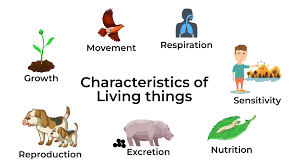 Movement
Respiration
Growth
Characteristics of
Living things
Sensitivity
Reproduction
Excretion
Nutrition